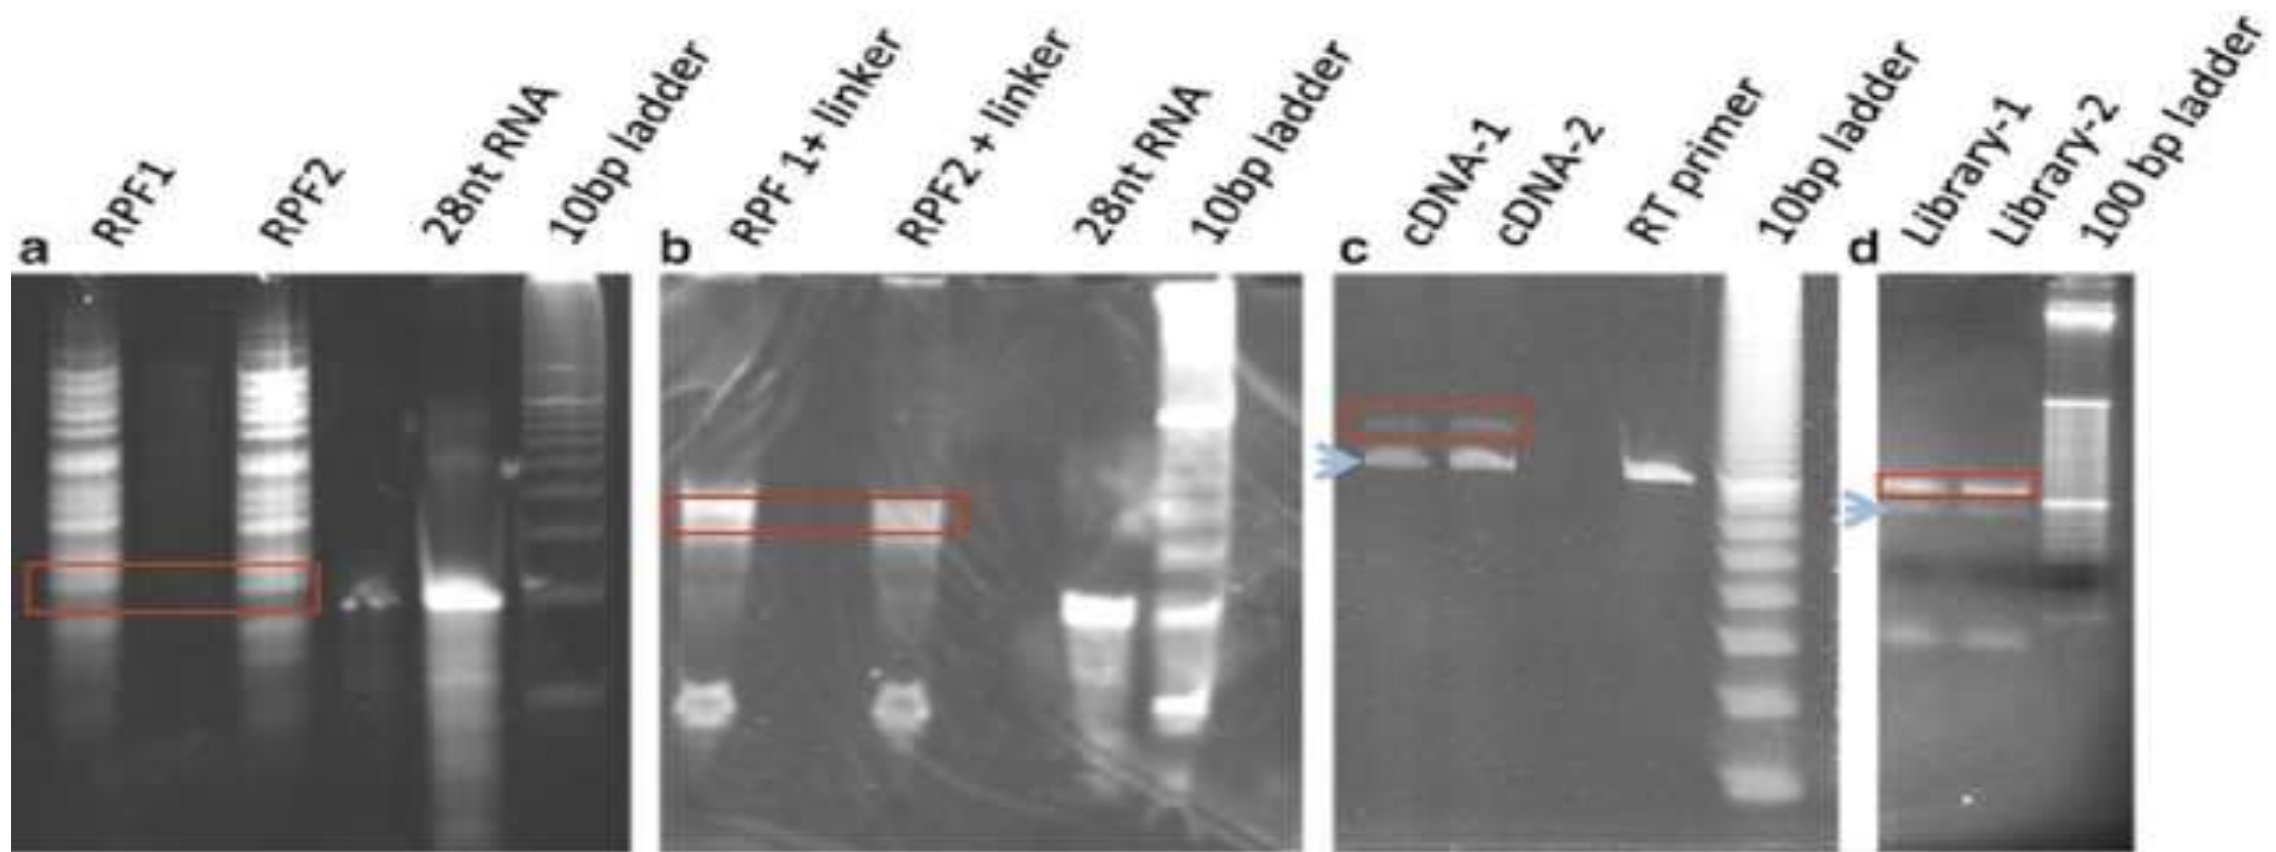 a
RPF1
RPF2
28nt RNA
10bp ladder
b
RPF 1+ linker
RPF2 + linker
28nt RNA
10bp ladder
c
cDNA-1
cDNA-2
RT primer
10bp ladder
d
Library-1
Library-2
100 bp ladder